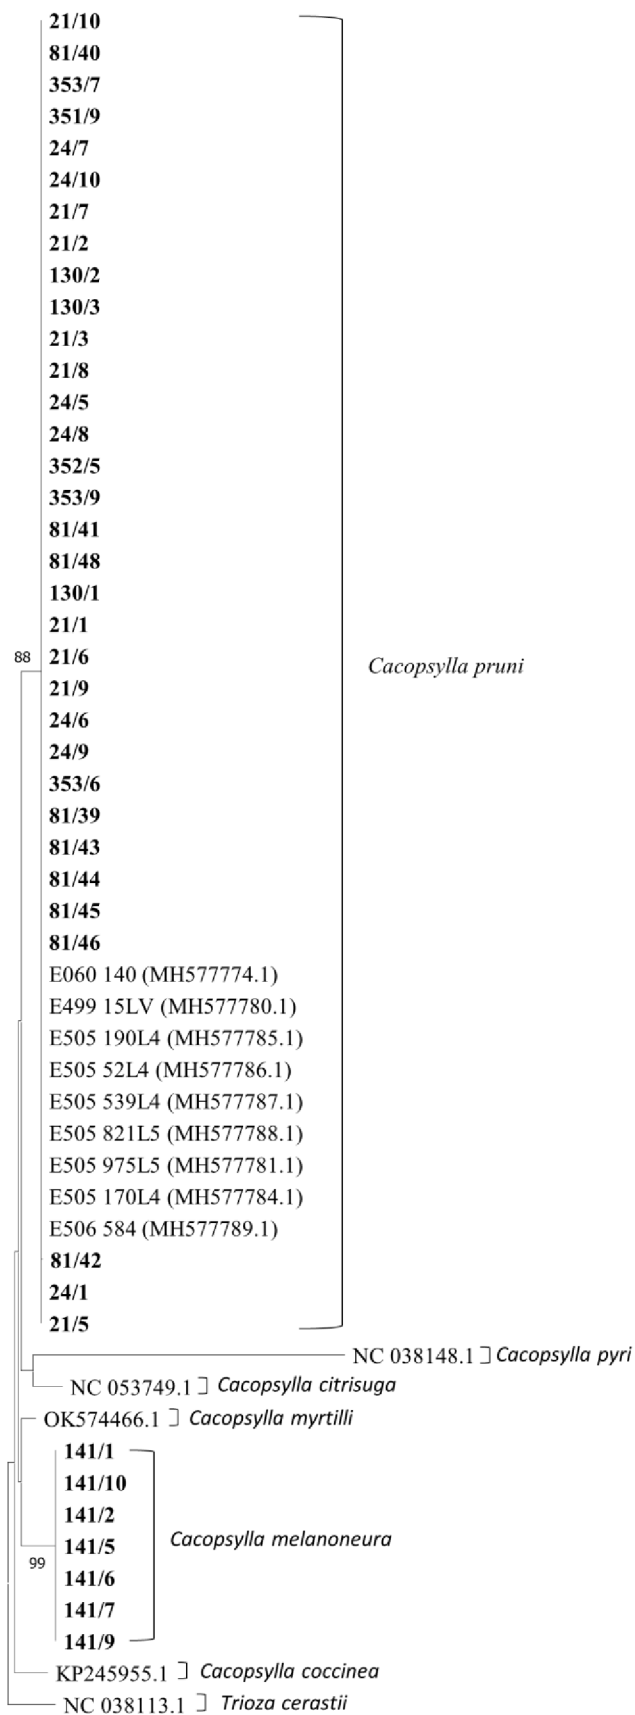 21/10
81/40
353/7
351/9
24/7
24/10
21/7
21/2
130/2
130/3
21/3
21/8
24/5
24/8
352/5
353/9
81/41
81/48
130/1
21/1
88
21/6
Cacopsylla pruni
21/9
24/6
24/9
353/6
81/39
81/43
81/44
81/45
81/46
E060 140 (MH577774.1)
E499 15LV (MH577780.1)
E505 190L4 (MH577785.1)
E505 52L4 (MH577786.1)
E505 539L4 (MH577787.1)
E505 821L5 (MH577788.1)
E505 975L5 (MH577781.1)
E505 170L4 (MH577784.1)
E506 584 (MH577789.1)
81/42
24/1
21/5
NC 038148.1 Cacopsylla pyri
NC 053749.1 Cacopsylla citrisuga
OK574466.1 Cacopsylla myrtilli
141/1
141/10
141/2
Cacopsylla melanoneura
141/5
99
141/6
141/7
141/9
KP245955.1 Cacopsylla coccinea
NC 038113.1 Trioza cerastii